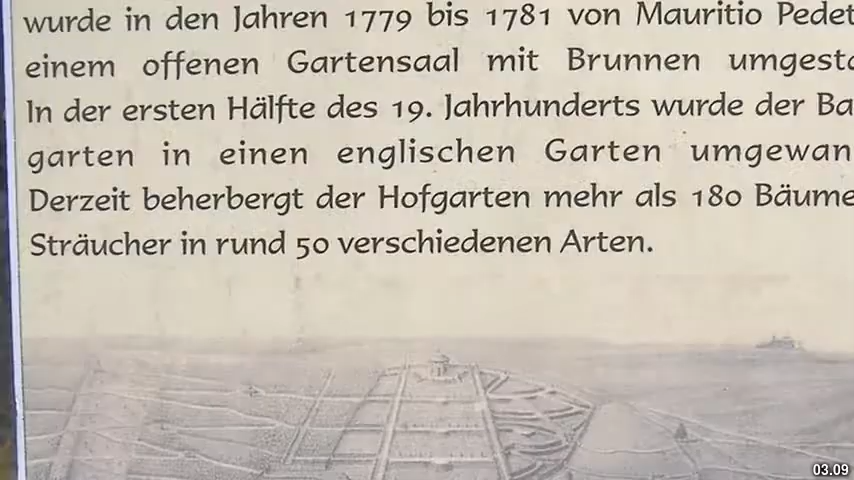 wurde in den Jahren 1779 bis 1781 von Mauritio Pedet
einem offenen Gartensaal mit Brunnen umgesta
In der ersten Hälfte des 19. Jahrhunderts wurde der Ba
garten in einen englischen Garten umgewan
Derzeit beherbergt der Hofgarten mehr als 180 Bäume
Sträucher in rund 50 verschiedenen Arten.
03.09